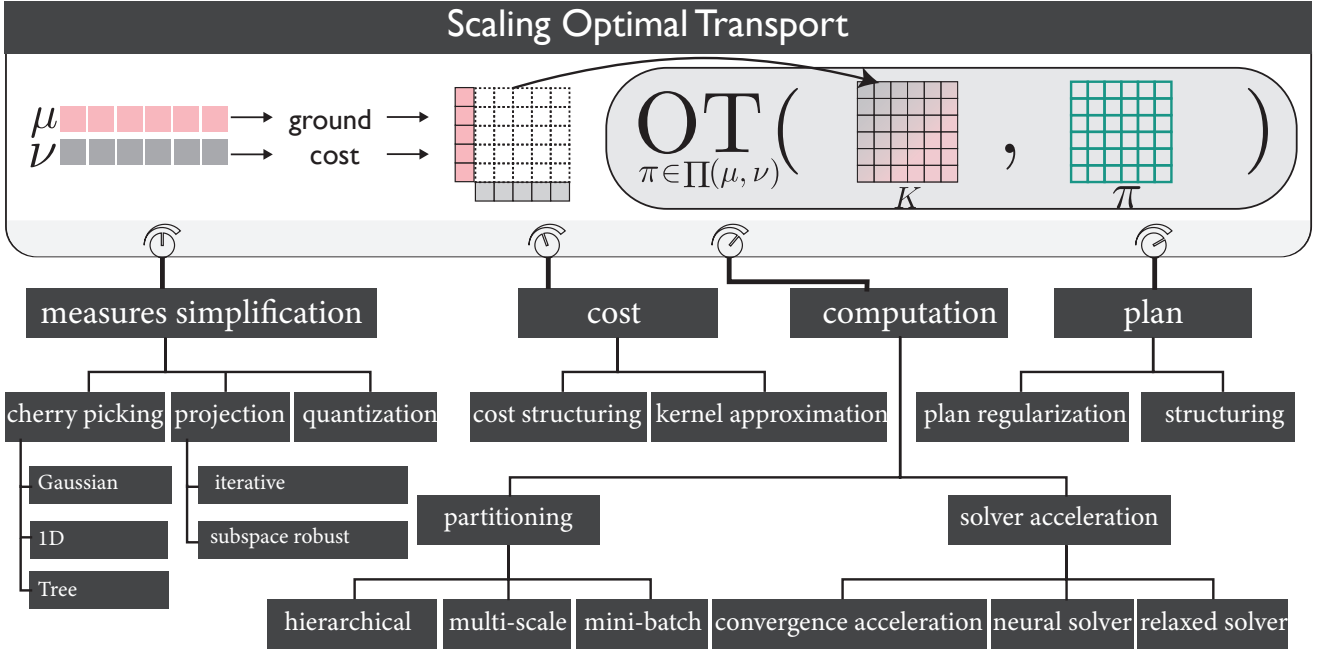 Scaling Optimal Transport
μ
ν
ground
cost
OT(
π∈Π(μ, ν)
K
,
π
)
measures simplification
cost
computation
plan
cherry picking
projection
quantization
cost structuring
kernel approximation
plan regularization
structuring
Gaussian
1D
Tree
iterative
subspace robust
partitioning
solver acceleration
hierarchical
multi-scale
mini-batch
convergence acceleration
neural solver
relaxed solver